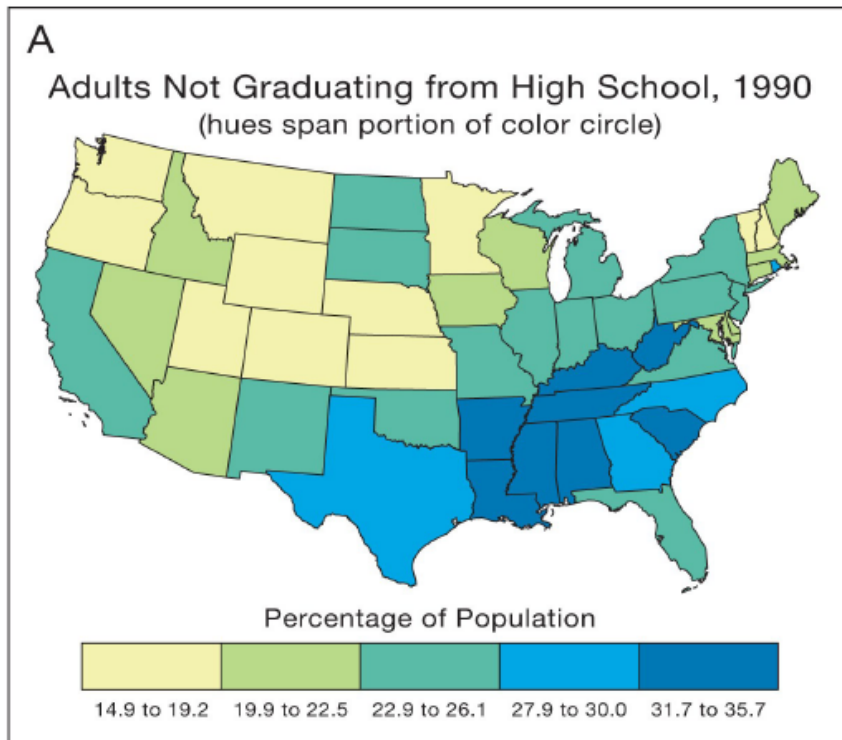 A
Adults Not Graduating from High School, 1990
(hues span portion of color circle)
Percentage of Population
14.9 to 19.2 19.9 to 22.5 22.9 to 26.1 27.9 to 30.0 31.7 to 35.7